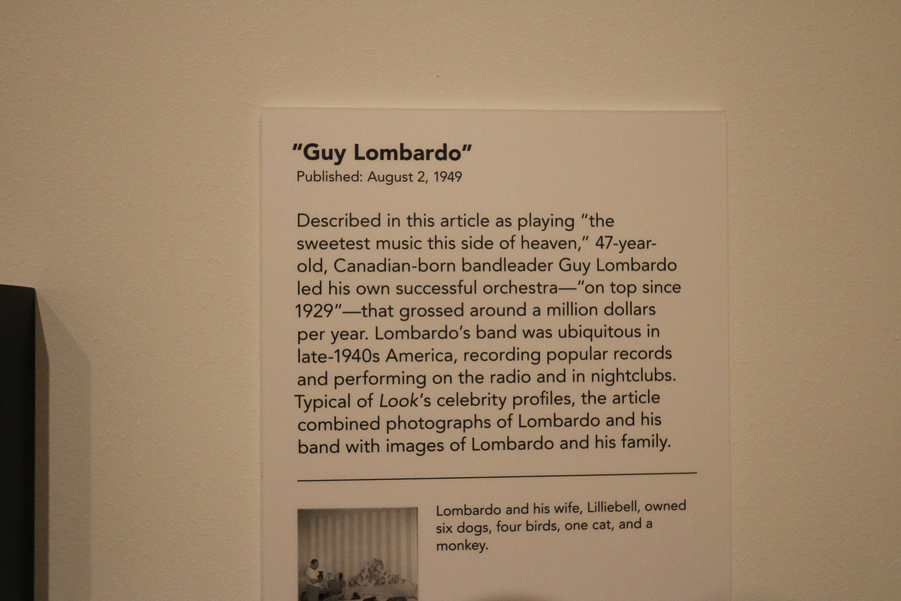 "Guy Lombardo"
Published: August 2, 1949
Described in this article as playing “the
sweetest music this side of heaven,” 47-year-
old, Canadian-born bandleader Guy Lombardo
led his own successful orchestra—“on top since
1929”—that grossed around a million dollars
per year. Lombardo’s band was ubiquitous in
late-1940s America, recording popular records
and performing on the radio and in nightclubs.
Typical of Look’s celebrity profiles, the article
combined photographs of Lombardo and his
band with images of Lombardo and his family.
Lombardo and his wife, Lilliebell, owned
six dogs, four birds, one cat, and a
monkey.